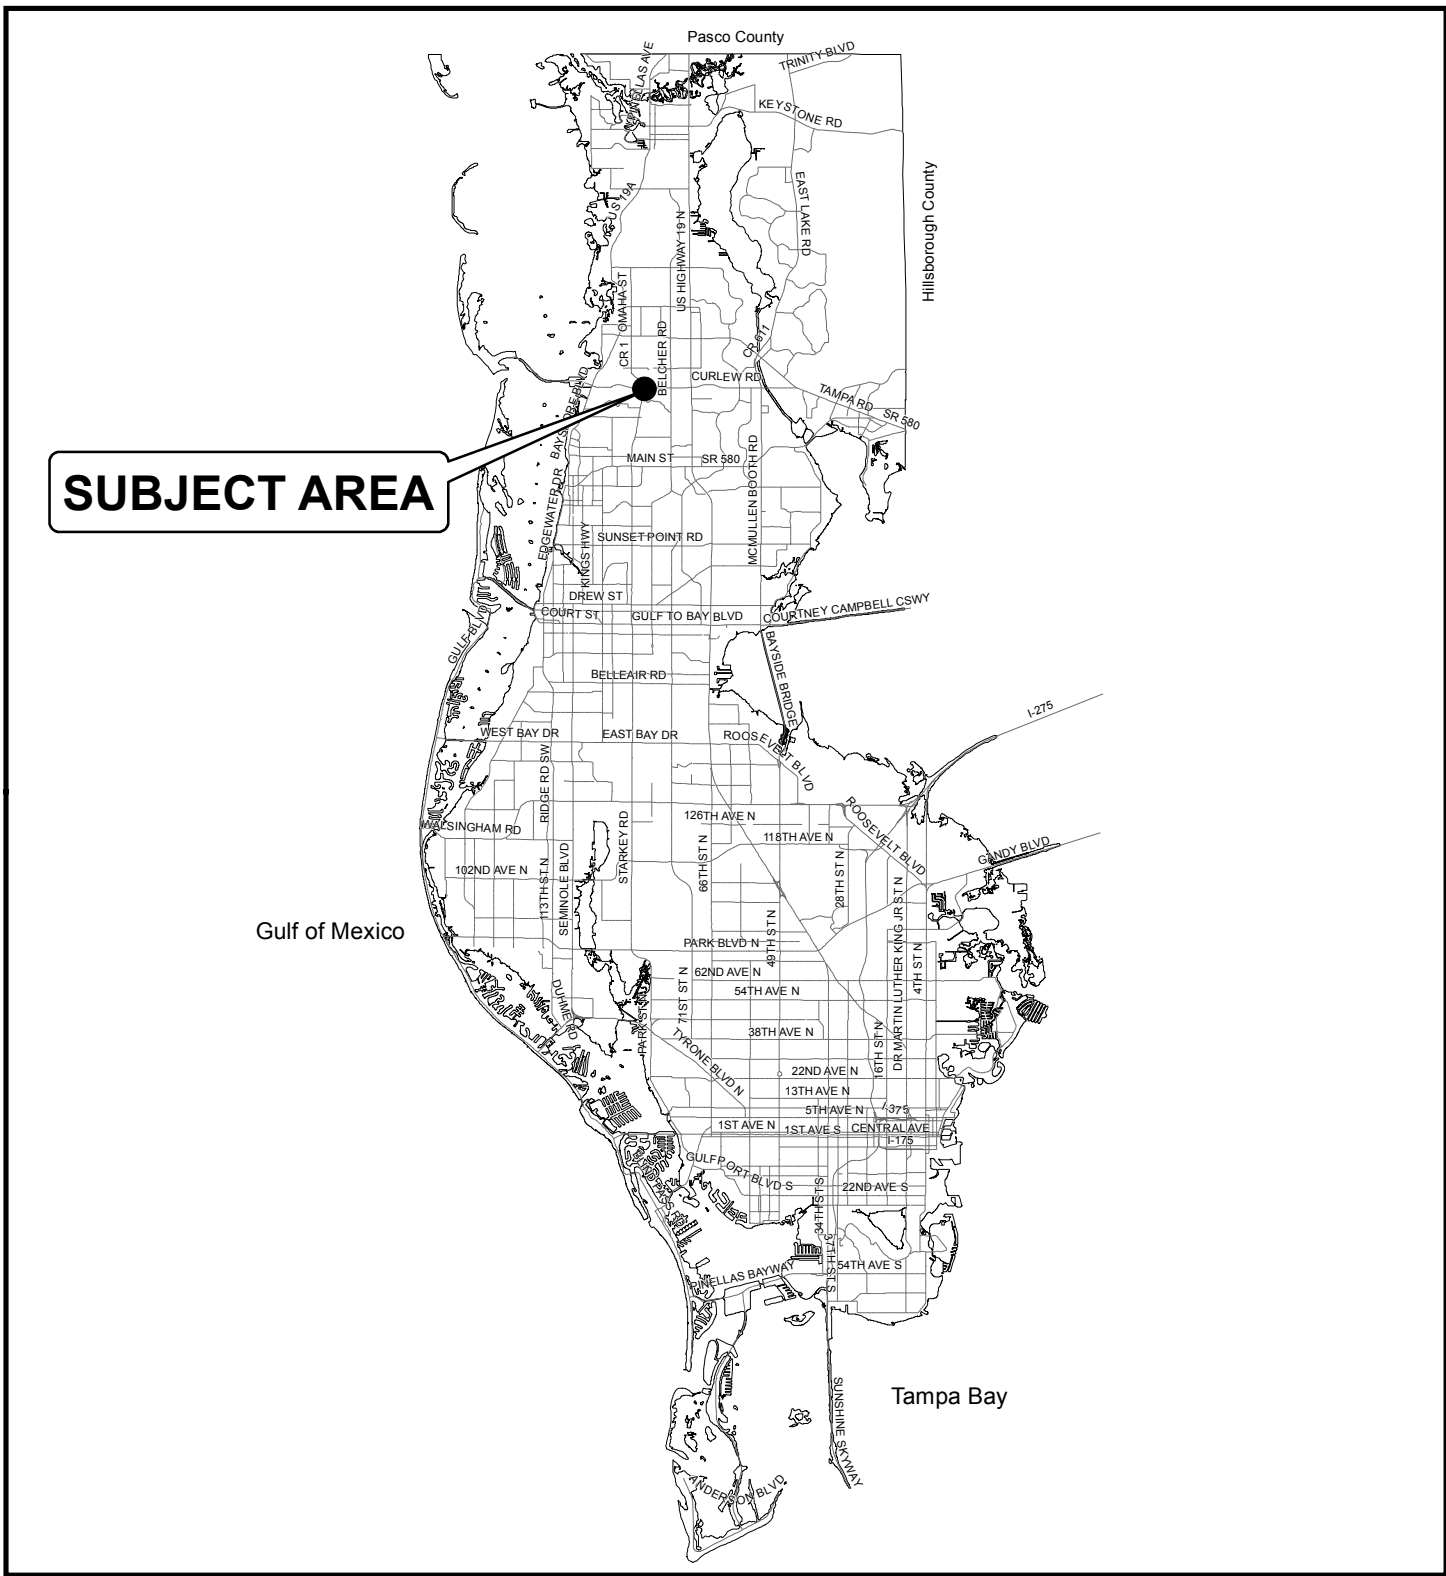 Pasco County
PINELLAS AVE
TRINITY BLVD
KEYSTONE RD
Hillsborough County
EAST LAKE RD
US 19A
US HIGHWAY 19 N
OMAHA ST
CR 1
BELCHER RD
CR 611
CURLEW RD
TAMPA RD
SR 580
BAYSHORE BLVD
SUBJECT AREA
MAIN ST
SR 580
MCMULLEN BOOTH RD
EDGEWATER DR
KINGS HWY
SUNSET POINT RD
DREW ST
COURT ST
GULF TO BAY BLVD
COURTNEY CAMPBELL CSWY
GULF BLVD
BAYSIDE BRIDGE
BELLEAIR RD
I-275
WEST BAY DR
EAST BAY DR
ROOSEVELT BLVD
RIDGE RD SW
WALSINGHAM RD
STARKEY RD
126TH AVE N
118TH AVE N
ROOSEVELT BLVD
GANDY BLVD
102ND AVE N
113TH ST N
SEMINOLE BLVD
66TH ST N
28TH ST N
Gulf of Mexico
PARK BLVD N
49TH ST N
DR MARTIN LUTHER KING JR ST N
4TH ST N
62ND AVE N
54TH AVE N
DUHME RD
PARK ST N
71ST ST N
38TH AVE N
16TH ST N
TYRONE BLVD N
22ND AVE N
13TH AVE N
5TH AVE N
I-375
1ST AVE N
1ST AVE S
CENTRAL AVE
I-175
GULFPORT BLVD S
22ND AVE S
34TH ST S
37TH ST S
54TH AVE S
PINELLAS BAYWAY
Tampa Bay
SUNSHINE SKYWAY
ANDERSON BLVD